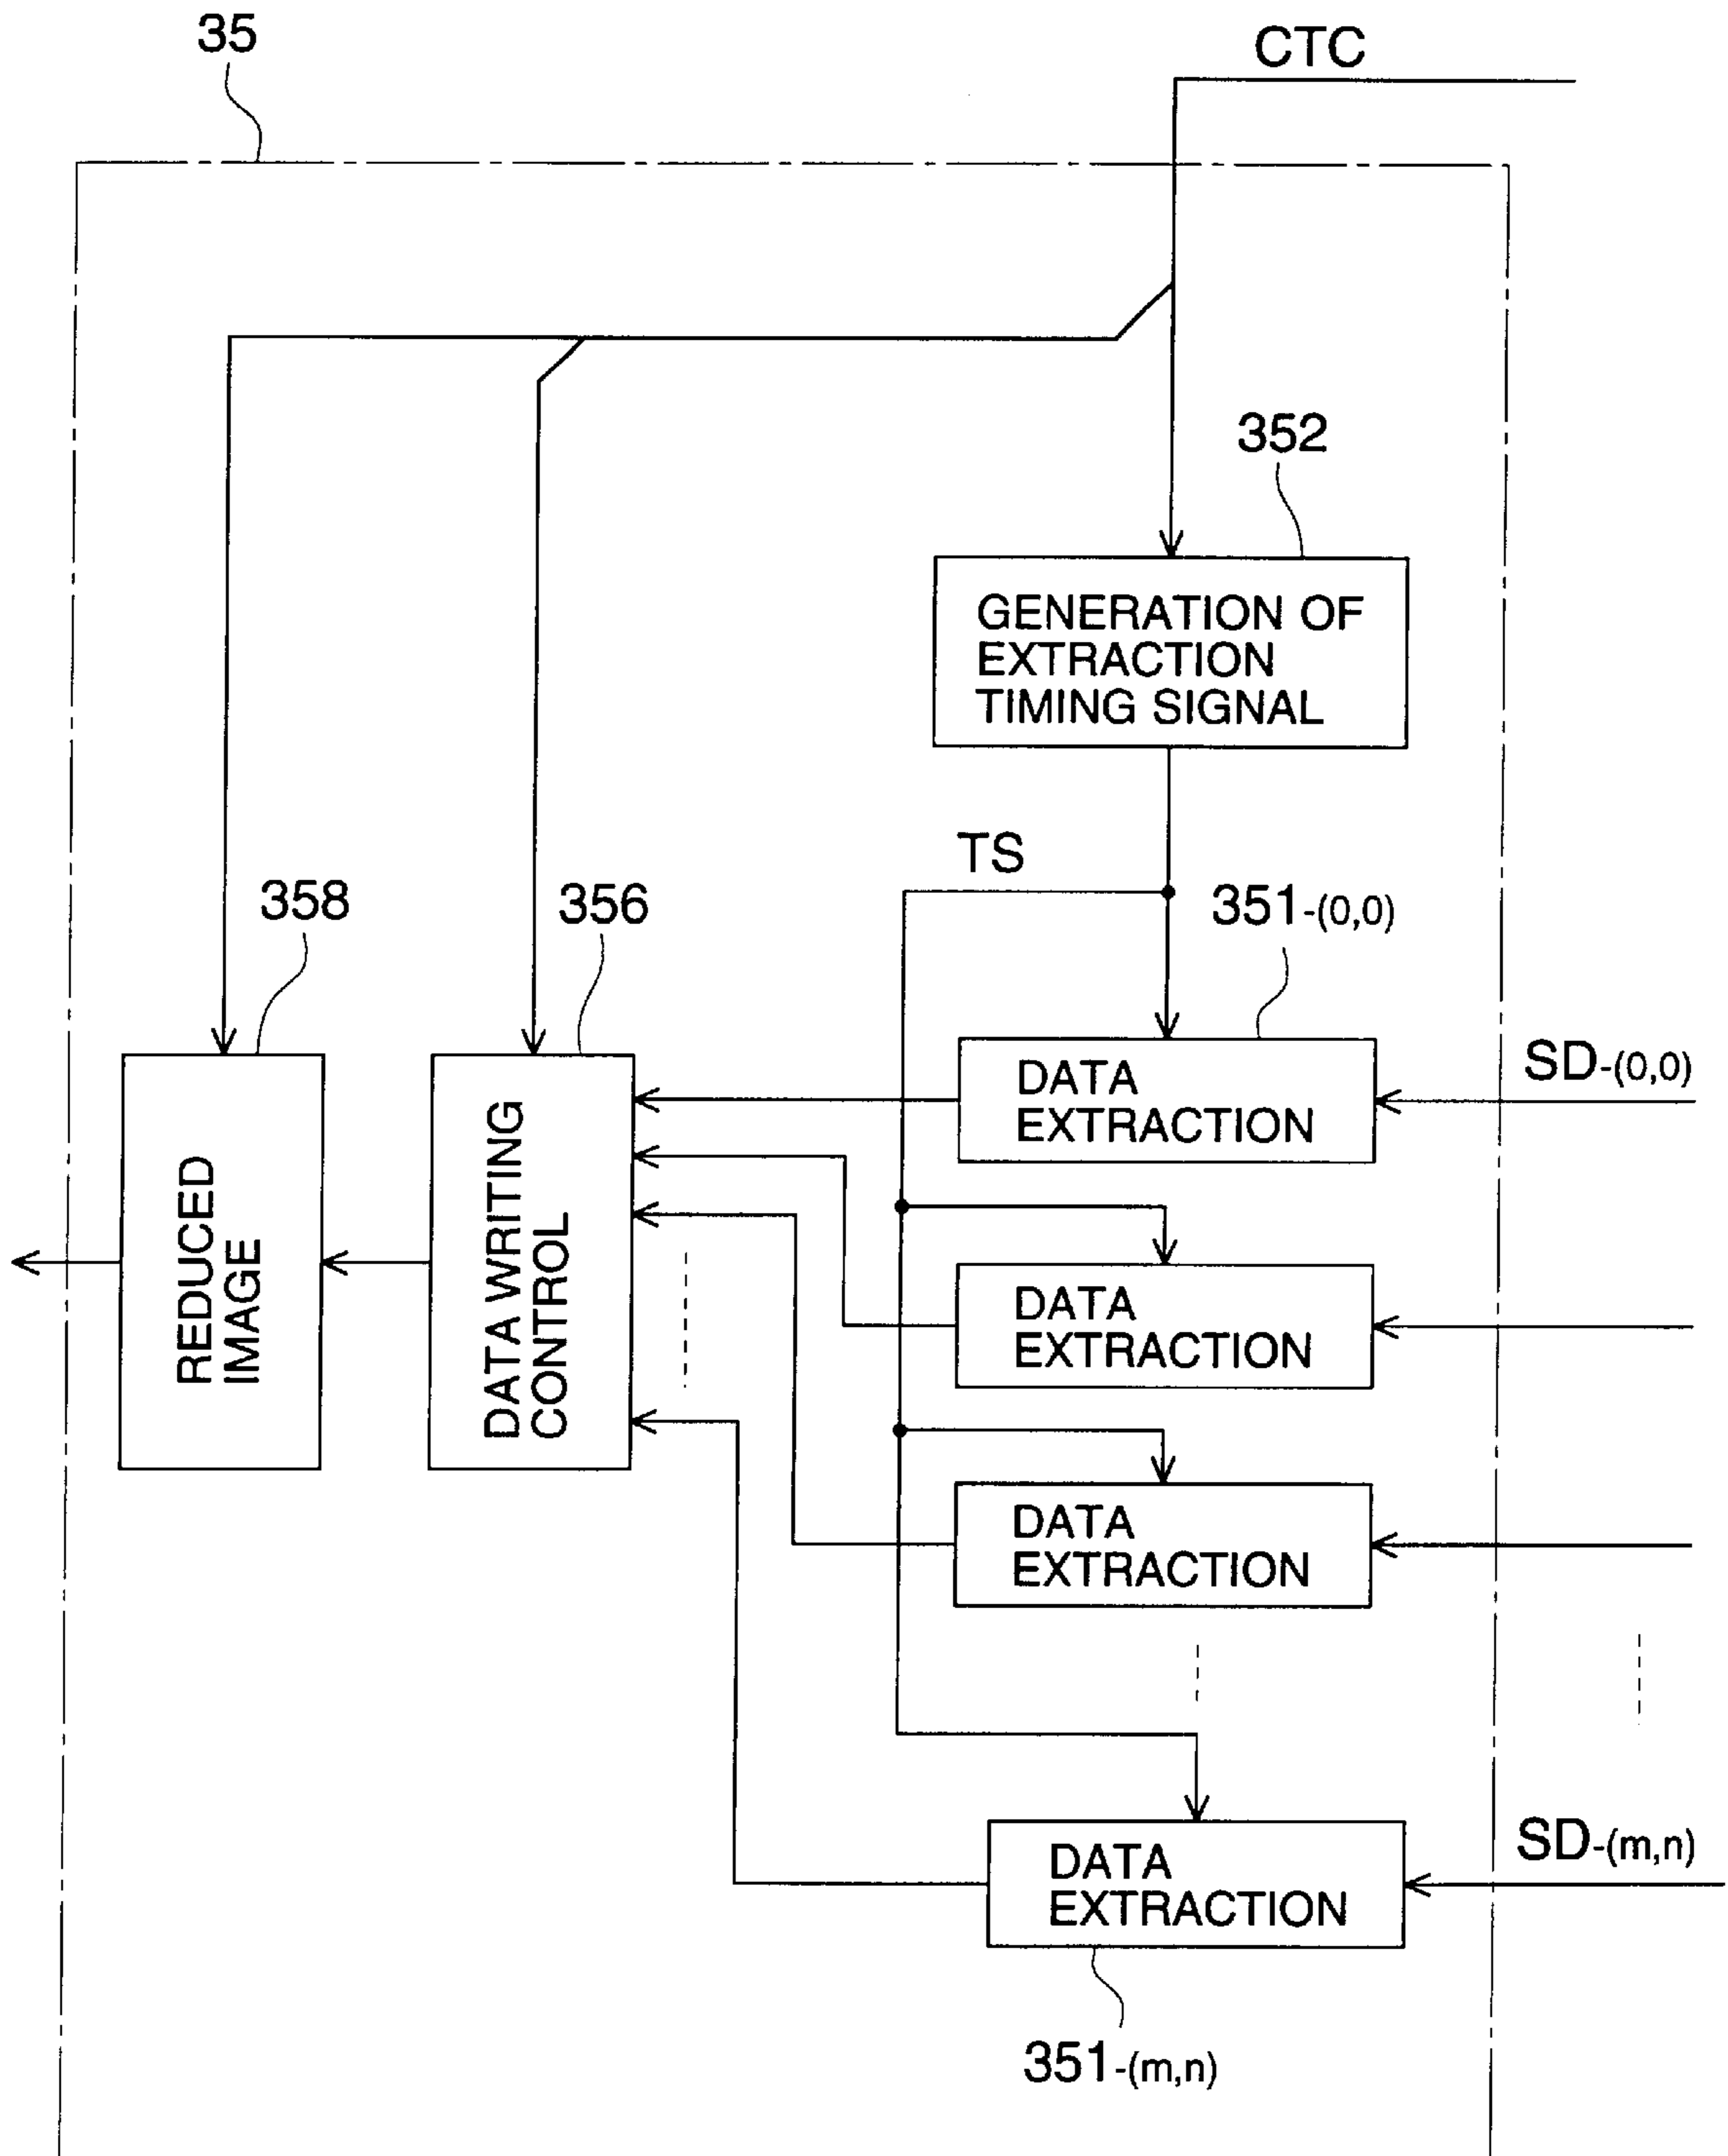 35
CTC
352
GENERATION OF
EXTRACTION
TIMING SIGNAL
TS
358
356
351-(0,0)
DATA
EXTRACTION
SD-(0,0)
REDUCED
IMAGE
DATA WRITING
CONTROL
DATA
EXTRACTION
DATA
EXTRACTION
DATA
EXTRACTION
SD-(m,n)
351-(m,n)